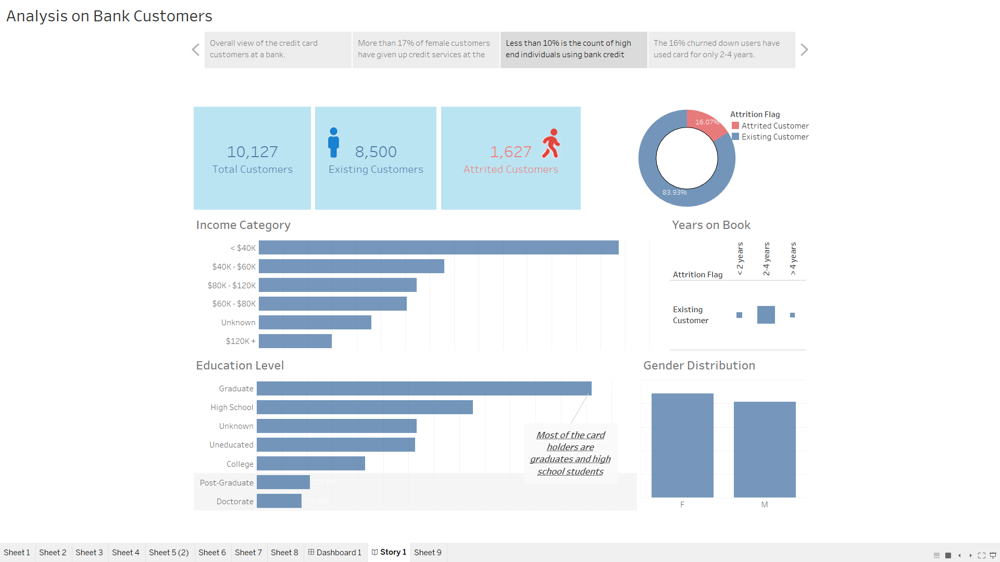 Analysis on Bank Customers
Overall view of the credit card
customers at a bank.
More than 17% of female customers
have given up credit services at the
Less than 10% is the count of high
end individuals using bank credit
The 16% churned down users have
used card for only 2-4 years.
10,127
Total Customers
8,500
Existing Customers
1,627
Attrited Customers
16.07%
83.93%
Attrition Flag
Attrited Customer
Existing Customer
Income Category
< $40K
$40K - $60K
$80K - $120K
$60K - $80K
Unknown
$120K +
Years on Book
Attrition Flag
< 2 years
2-4 years
> 4 years
Existing
Customer
Education Level
Graduate
High School
Unknown
Uneducated
College
Post-Graduate
100.0%
Doctorate
100.0%
Most of the card
holders are
graduates and high
school students
Gender Distribution
F
M
Sheet 1
Sheet 2
Sheet 3
Sheet 4
Sheet 5 (2)
Sheet 6
Sheet 7
Sheet 8
Dashboard 1
Story 1
Sheet 9